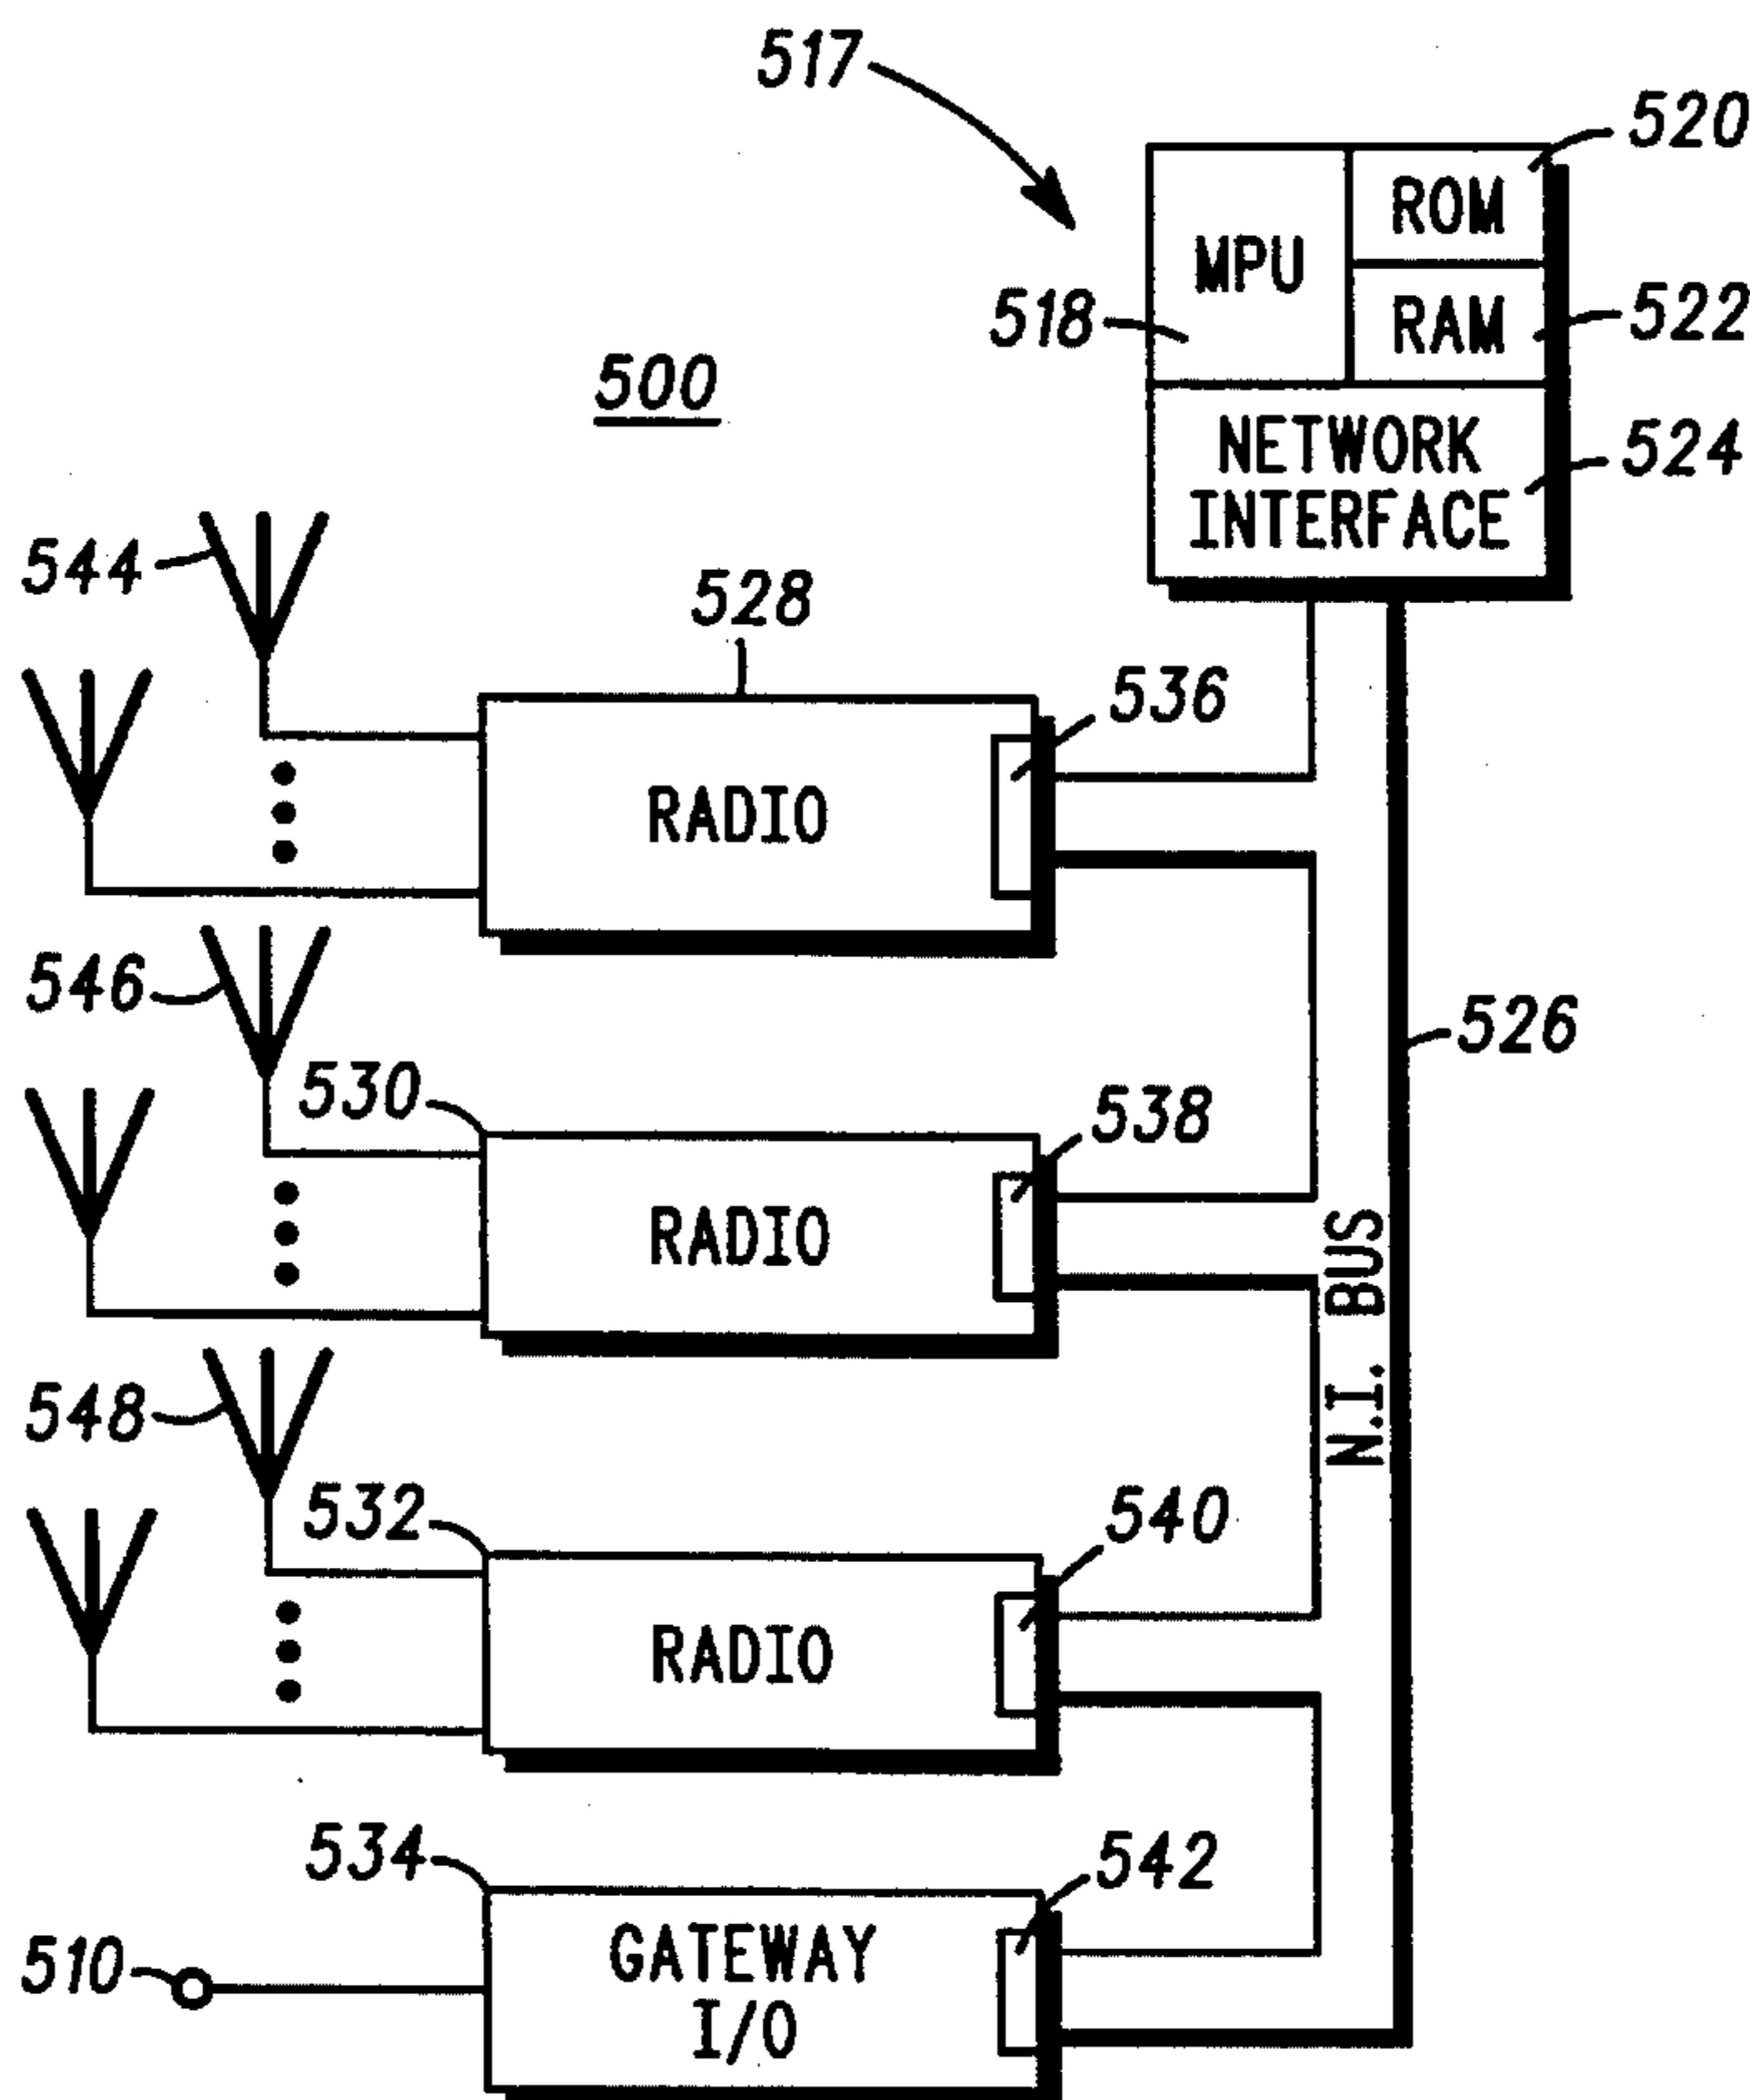 517
520
MPU
ROM
518
RAM
522
500
NETWORK
INTERFACE
524
544
528
536
RADIO
546
526
530
538
RADIO
N.I. BUS
548
532
540
RADIO
534
542
510
GATEWAY
I/O